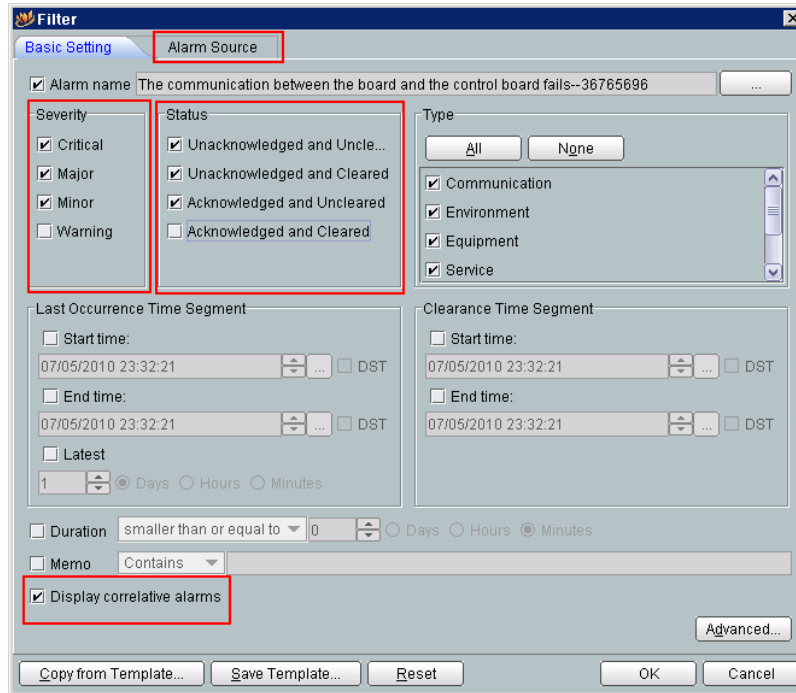 Filter
Basic Setting Alarm Source
Alarm name The communication between the board and the control board fails--36765696 ...
Severity Status Type
Critical Unacknowledged and Uncle... All None
Major Unacknowledged and Cleared Communication
Minor Acknowledged and Uncleared Environment
Warning Acknowledged and Cleared Equipment
Service
Last Occurrence Time Segment Clearance Time Segment
Start time: Start time:
07/05/2010 23:32:21 ... DST 07/05/2010 23:32:21 ... DST
End time: End time:
07/05/2010 23:32:21 ... DST 07/05/2010 23:32:21 ... DST
Latest
1 Days Hours Minutes
Duration smaller than or equal to 0 Days Hours Minutes
Memo Contains
Display correlative alarms
Advanced...
Copy from Template... Save Template... Reset OK Cancel